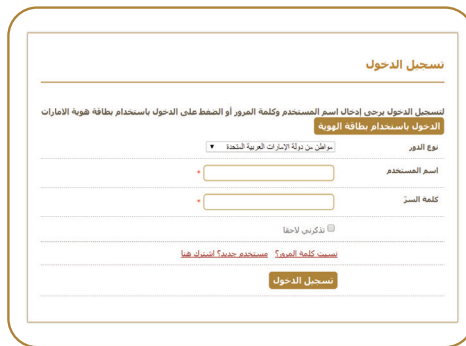 تسجيل الدخول
لتسجيل الدخول يرجى إدخال اسم المستخدم وكلمة المرور أو الضغط على الدخول باستخدام بطاقة هوية الامارات
الدخول باستخدام بطاقة الهوية
نوع الدور مواطن من دولة الإمارات العربية المتحدة
اسم المستخدم *
كلمة السرّ *
تذكرني لاحقا
نسيت كلمة المرور؟ مستخدم جديد؟ اشترك هنا
تسجيل الدخول